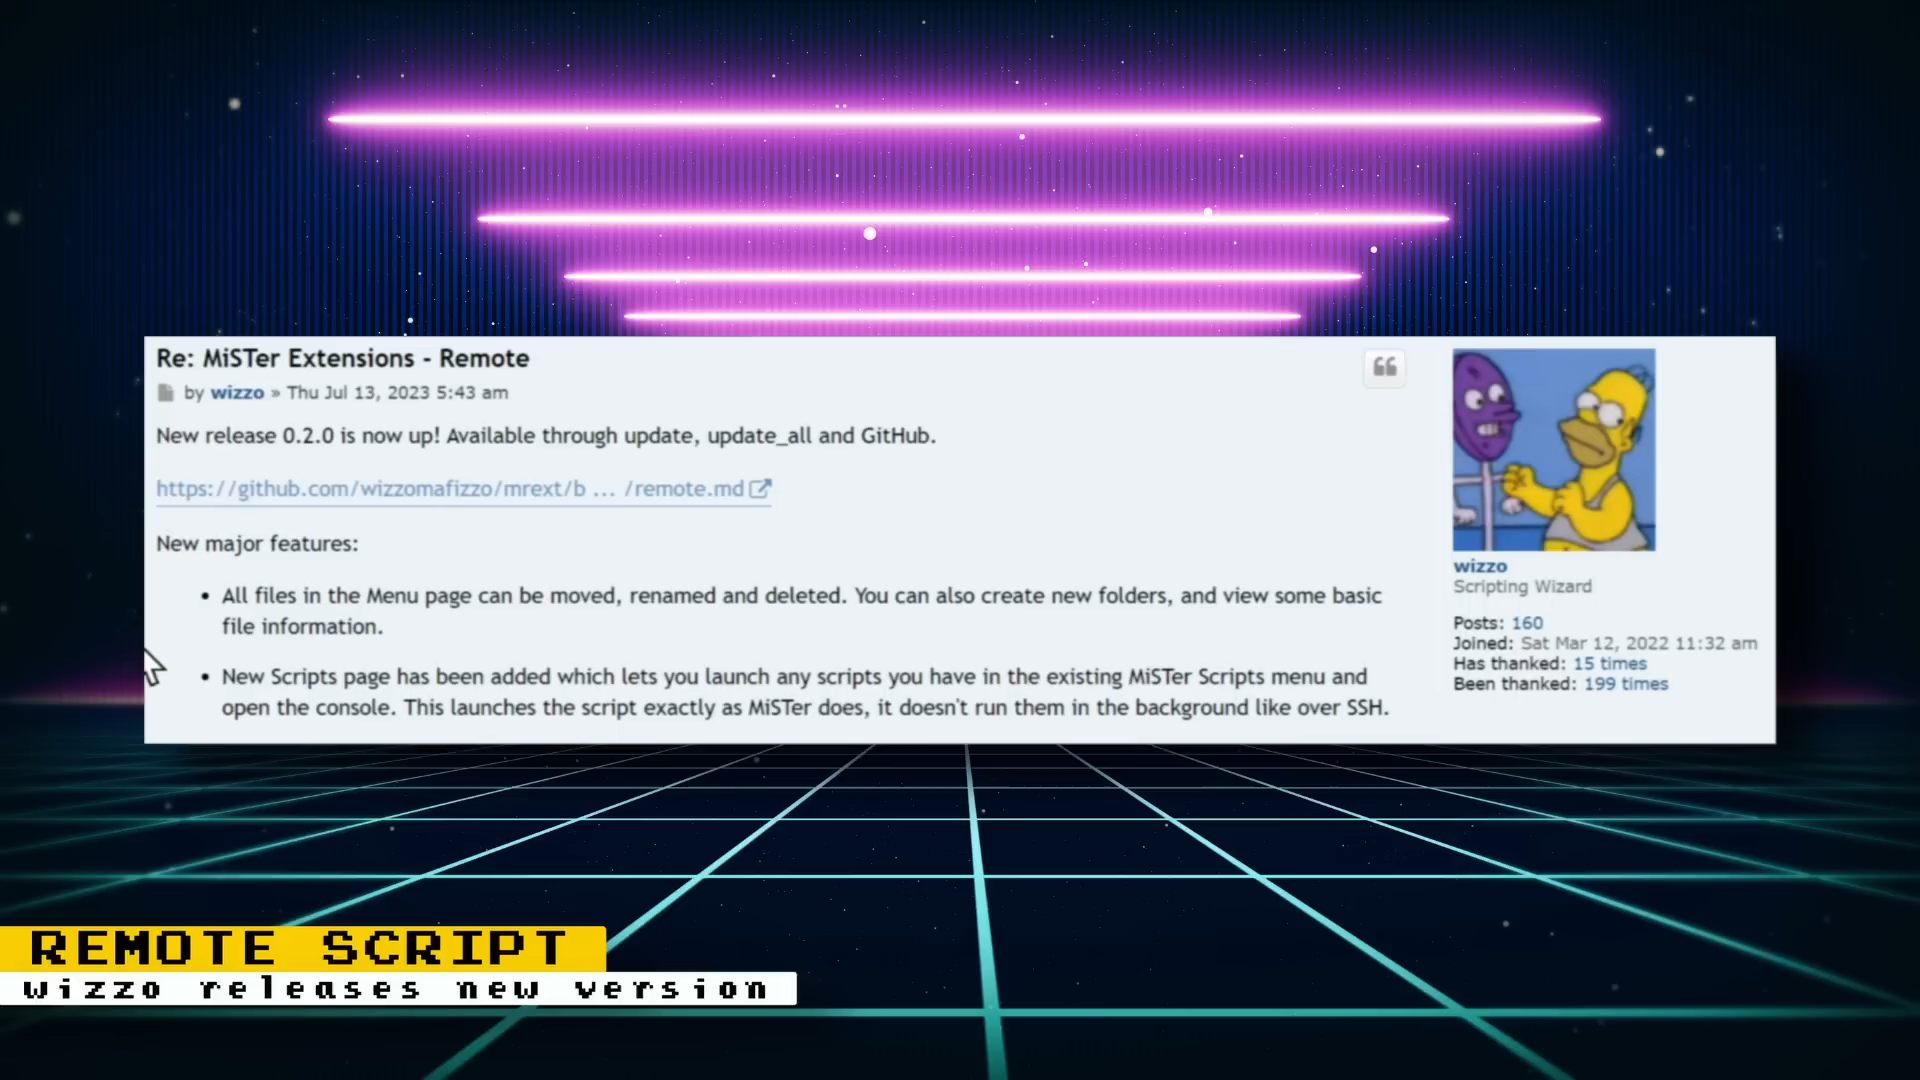 Re: MiSTer Extensions - Remote
by wizzo » Thu Jul 13, 2023 5:43 am
New release 0.2.0 is now up! Available through update, update_all and GitHub.
https://github.com/wizzomafizzo/mrext/b ... /remote.md
New major features:
• All files in the Menu page can be moved, renamed and deleted. You can also create new folders, and view some basic
file information.
• New Scripts page has been added which lets you launch any scripts you have in the existing MiSTer Scripts menu and
open the console. This launches the script exactly as MiSTer does, it doesn't run them in the background like over SSH.
wizzo
Scripting Wizard
Posts: 160
Joined: Sat Mar 12, 2022 11:32 am
Has thanked: 15 times
Been thanked: 199 times
REMOTE SCRIPT
wizzo releases new version